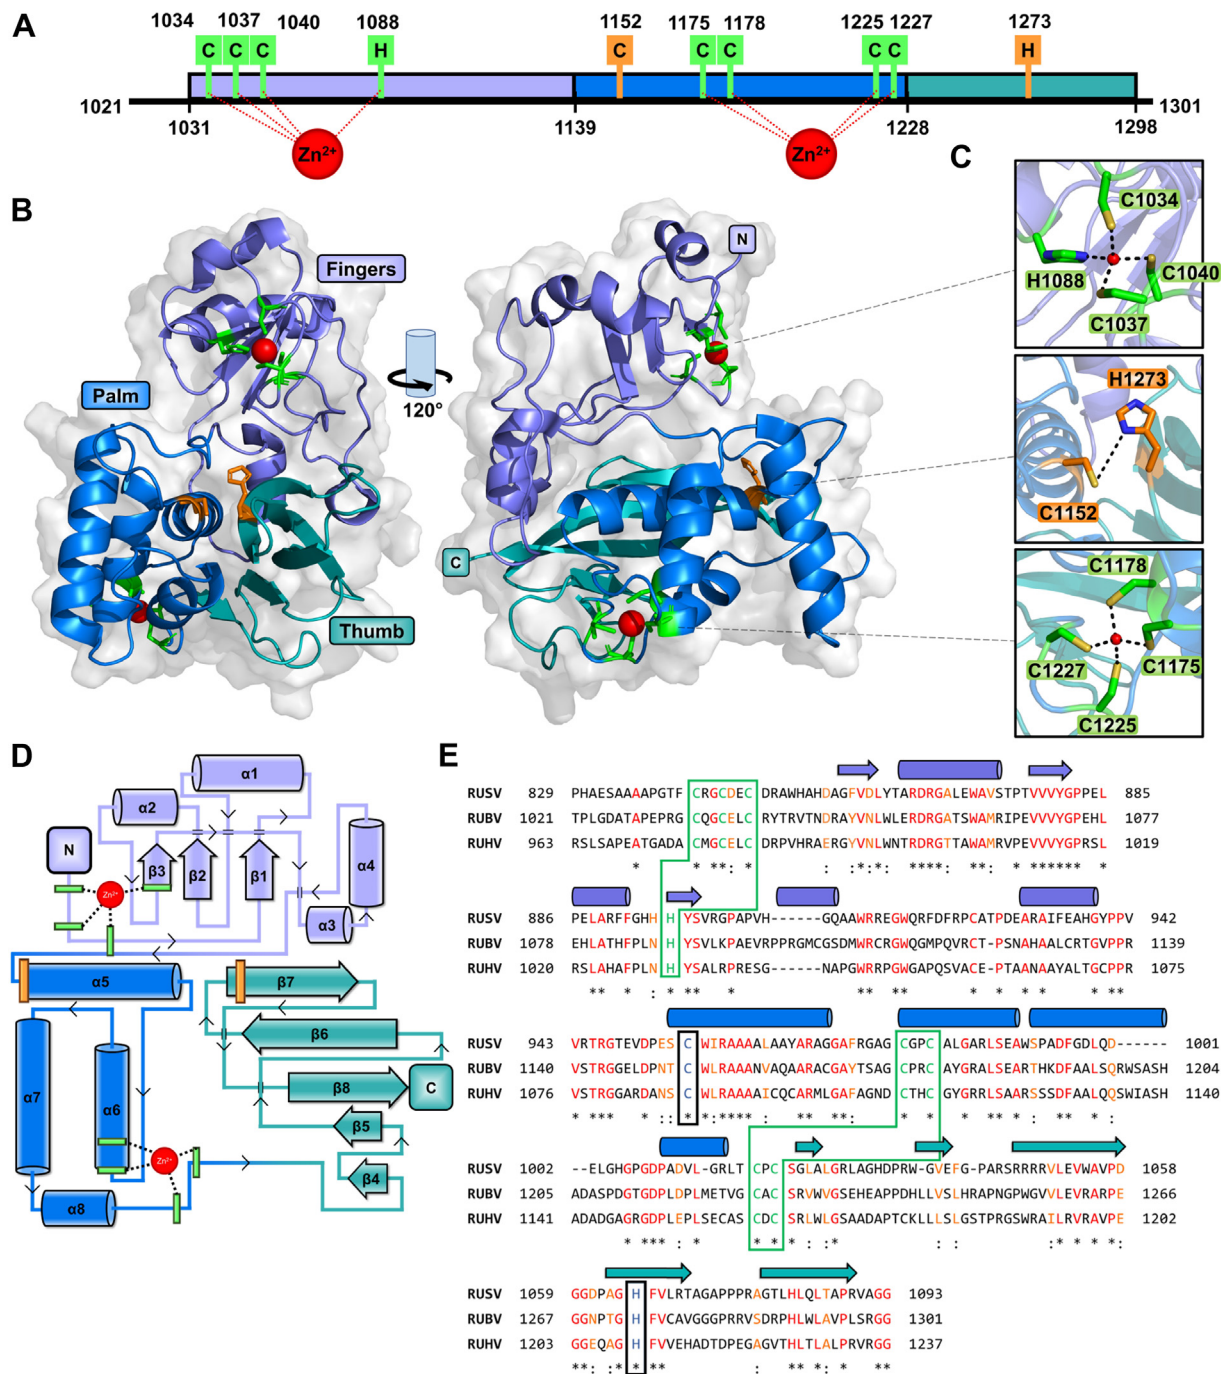 A
1034 1037 1040 1088 1152 1175 1178 1225 1227 1273
C C C H C C C C C H
1021 1301
1031 1139 1228 1298
Zn²⁺ Zn²⁺
B
Fingers
Palm
Thumb
120°
N
C
C
C1034
H1088
C1040
C1037
H1273
C1152
C1178
C1227
C1175
C1225
D
α1
α2
N
β3 β2 β1
α4
Zn²⁺
α3
α5
β7
β6
α7
α6
β8
C
β5
Zn²⁺
β4
α8
E
RUSV 829 PHAESAAAAPGTF CRGCDEC DRAWHAHDAGFVDLYTARDRGALEWAVSTPTVVVYGPPEL 885
RUBV 1021 TPLGDATAPEPRG CQGCELC RYTRVTNDRAYVNLWLERDRGATSWAMRIPEVVVYGPEHL 1077
RUHV 963 RSLSAPEATGADA CMGCELC DRPVHRAERGYVNLWNTRDRGTTAWAMRVPEVVVYGPRSL 1019
RUSV 886 PELARFFGHN H YSVRGPAPVH------GQAAWRREGWQRFDFRPCATPDEARAIFEAHGYPPV 942
RUBV 1078 EHLATHFPLN H YSVLKPAEVRPPRGMCGSDMWRCRGWQGMPQVRCT-PSNAHAALCRTGVPPR 1139
RUHV 1020 RSLAHAFPLN H YSALRPRESG------NAPGWRRPGWGAPQSVACE-PTAANAAYALTGCPPR 1075
RUSV 943 VRTRGTEVDPES C WIRAAAALAAYARAGGAFRGAG CGPC ALGARLSEAWSPADFGDLQD------ 1001
RUBV 1140 VSTRGGELDPNT C WLRAAANVAQAARACGAYTSAG CPRC AYGRALSEARTHKDFAALSQRWSASH 1204
RUHV 1076 VSTRGGARDANS C WLRAAAAICQCARMLGAFAGND CTHC GYGRRLSAARSSSDFAALQQSWIASH 1140
RUSV 1002 --ELGHGPGDPADVL-GRLT CPC SGLALGRLAGHDPRW-GVEFG-PARSRRRRVLEVWAVPD 1058
RUBV 1205 ADASPDGTGDPLDPLMETVG CAC SRVWVGSEHEAPPDHLLVSLHRAPNGPWGVVLEVRARPE 1266
RUHV 1141 ADADGAGRGDPLEPLSECAS CDC SRLWLGSAADAPTCKLLLSLGSTPRGSWRAILRVRAVPE 1202
RUSV 1059 GGDPAG H FVLRTAGAPPPRAGTLHLQLTAPRVAGG 1093
RUBV 1267 GGNPTG H FVCAVGGGPRRVSDRPHLWLAVPLSRGG 1301
RUHV 1203 GGEQAG H FVVEHADTDPEGAGVTHLTLALPRVRGG 1237